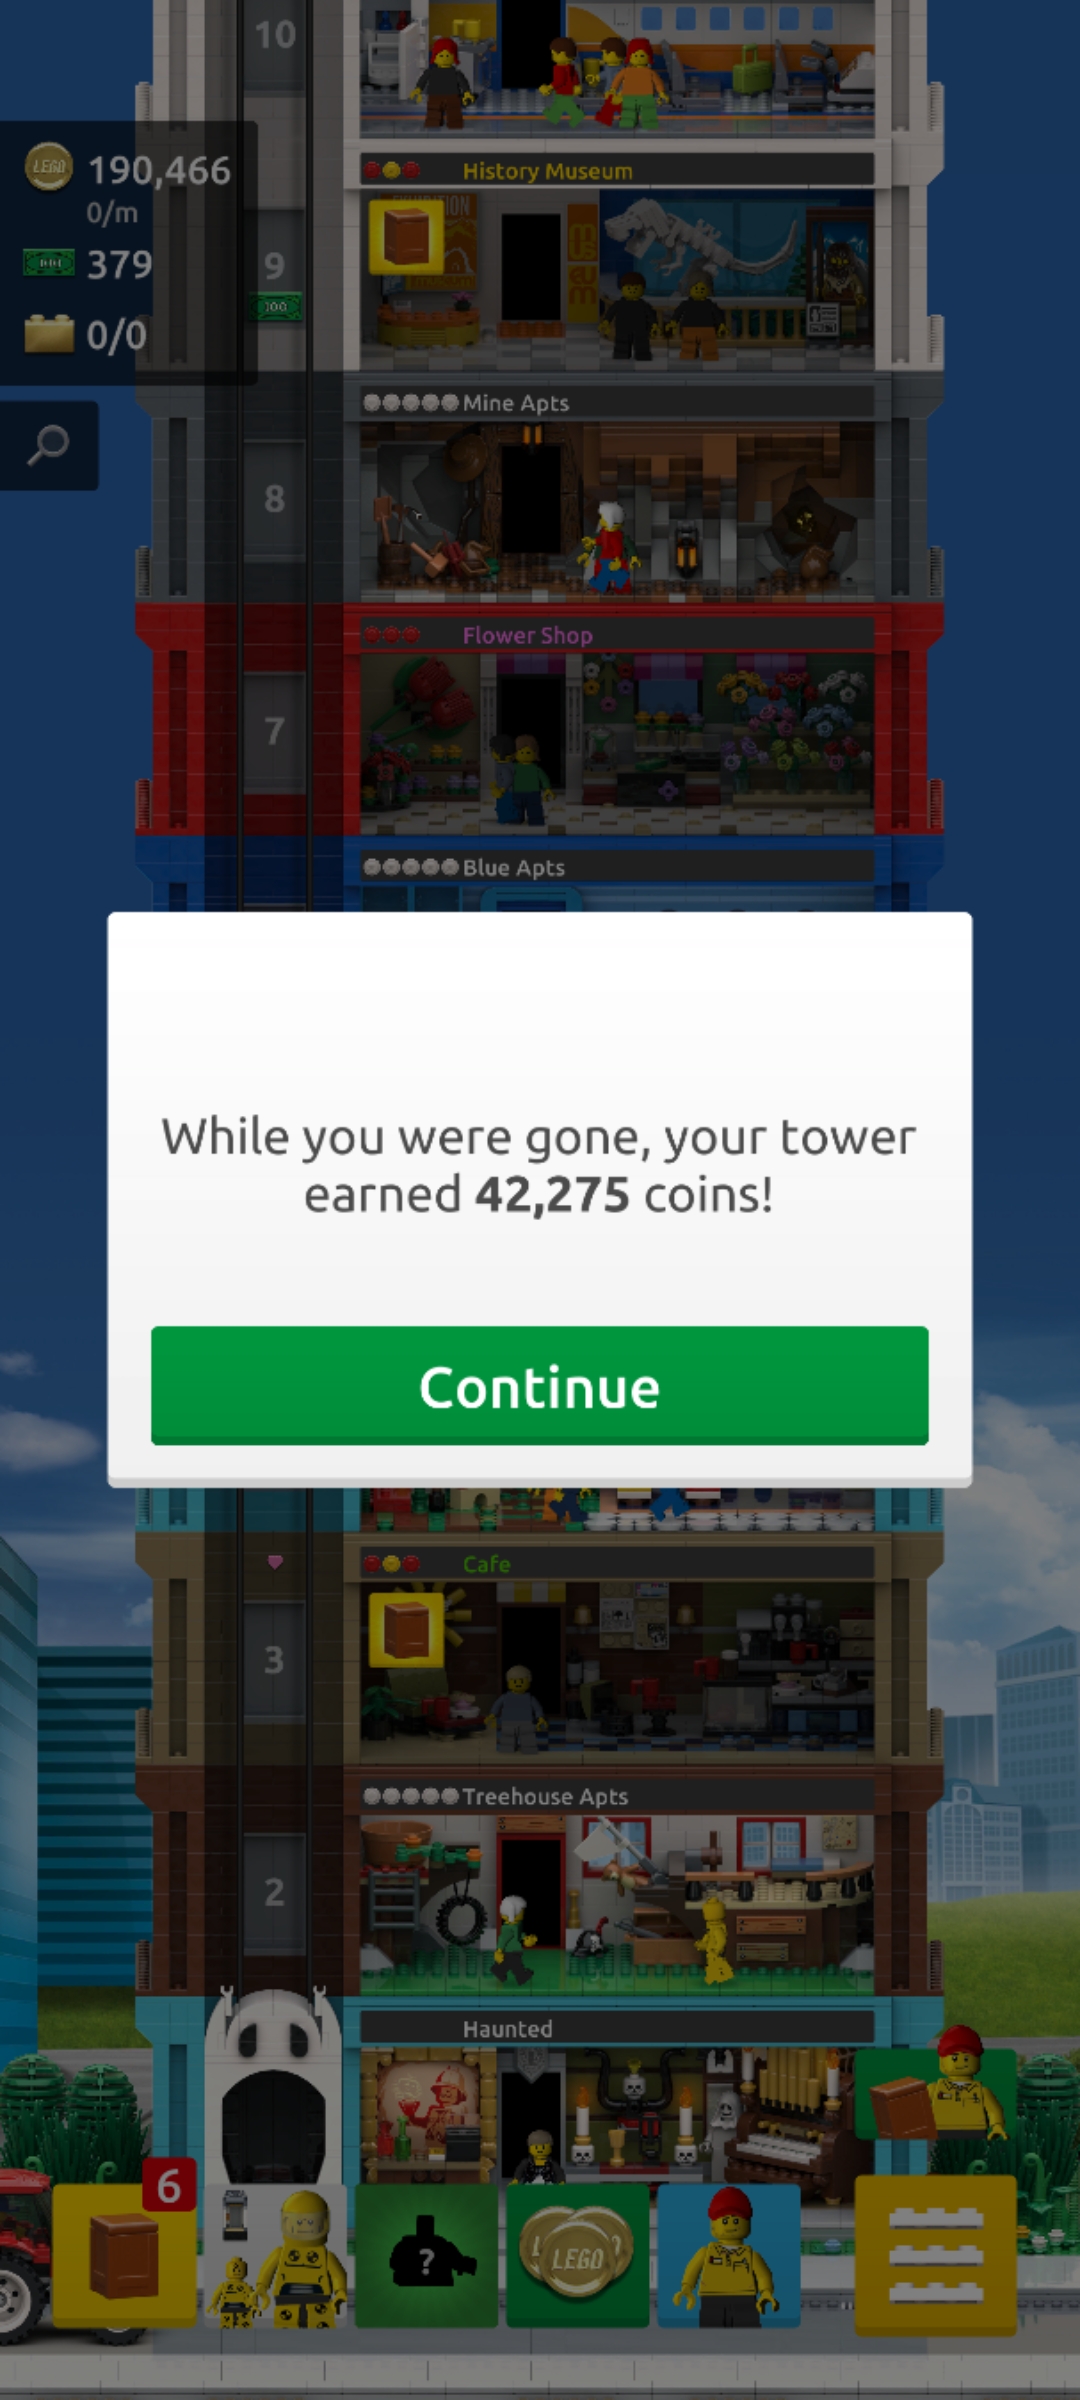 10
LEGO 190,466
0/m
379
0/0
History Museum
9
100
Mine Apts
8
Flower Shop
7
Blue Apts
While you were gone, your tower
earned 42,275 coins!
Continue
Cafe
3
Treehouse Apts
2
Haunted
6
?
LEGO